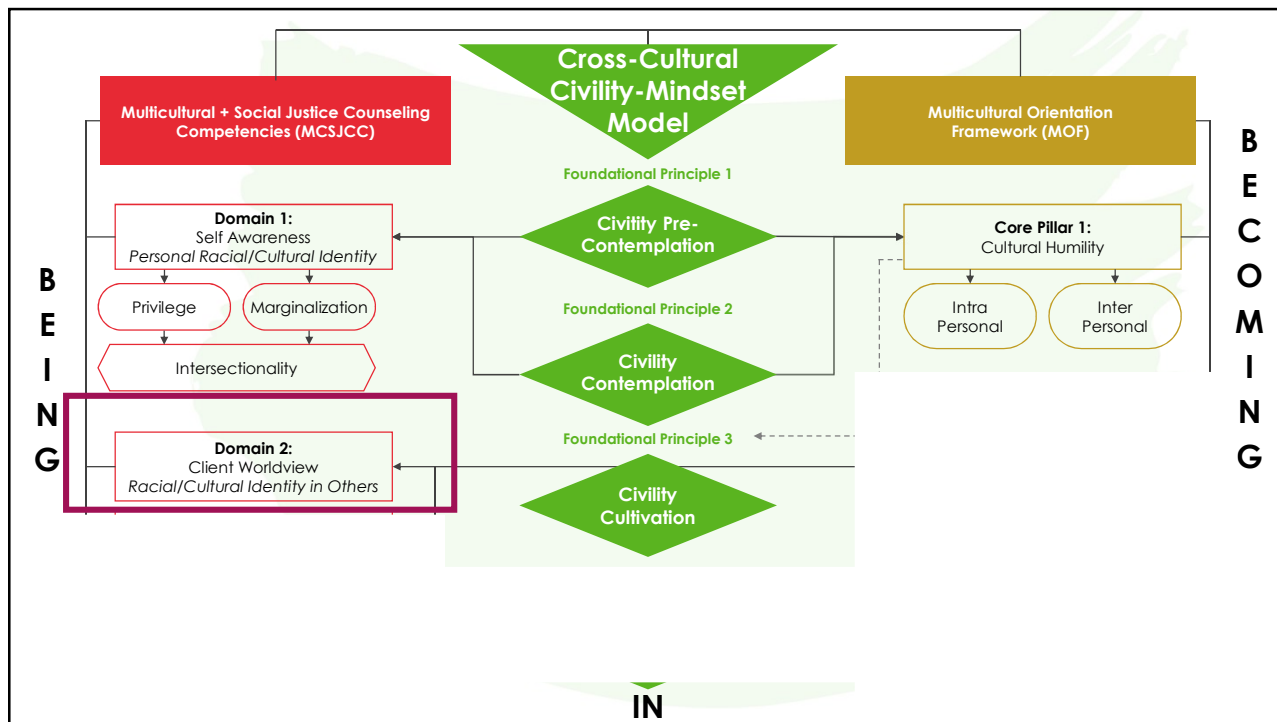 Cross-Cultural
Civility-Mindset
Model
Multicultural + Social Justice Counseling
Competencies (MCSJCC)
Multicultural Orientation
Framework (MOF)
BEING
BECOMING
Foundational Principle 1
Civitity Pre-
Contemplation
Domain 1:
Self Awareness
Personal Racial/Cultural Identity
Privilege
Marginalization
Intersectionality
Core Pillar 1:
Cultural Humility
Intra
Personal
Inter
Personal
Foundational Principle 2
Civility
Contemplation
Foundational Principle 3
Civility
Cultivation
Domain 2:
Client Worldview
Racial/Cultural Identity in Others
IN